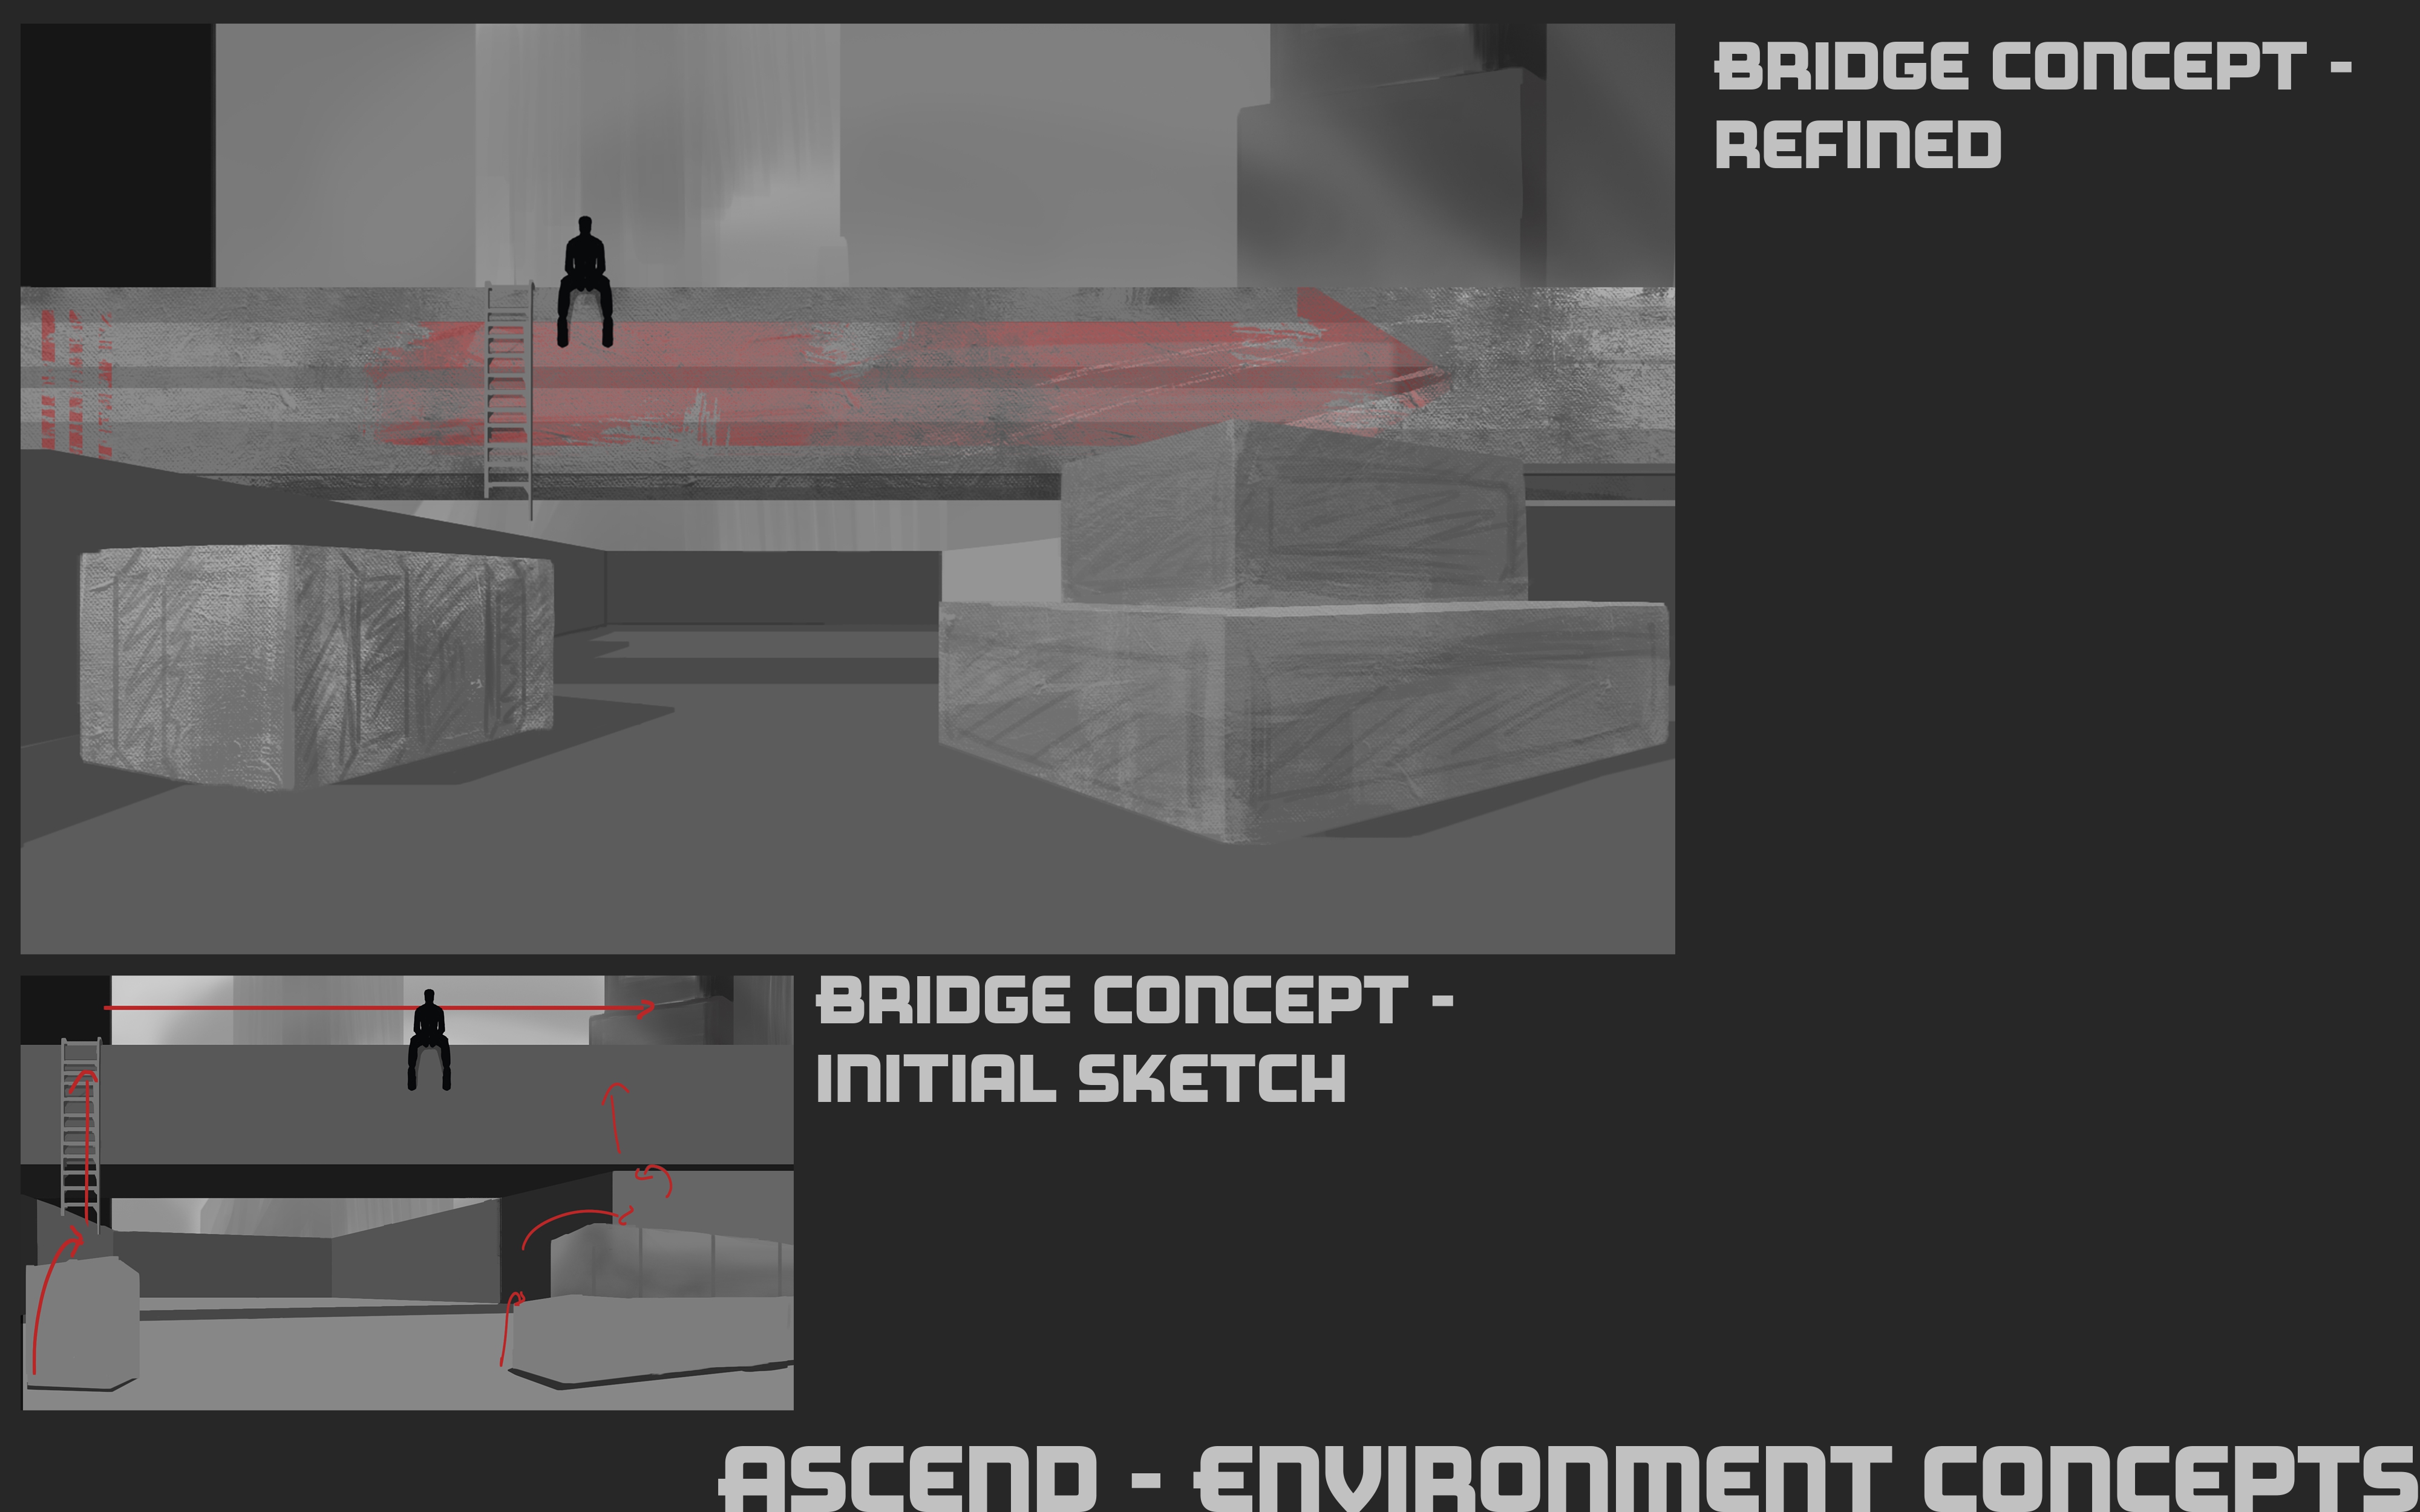 BRIDGE CONCEPT -
REFINED
BRIDGE CONCEPT -
INITIAL SKETCH
ASCEND - ENVIRONMENT CONCEPTS